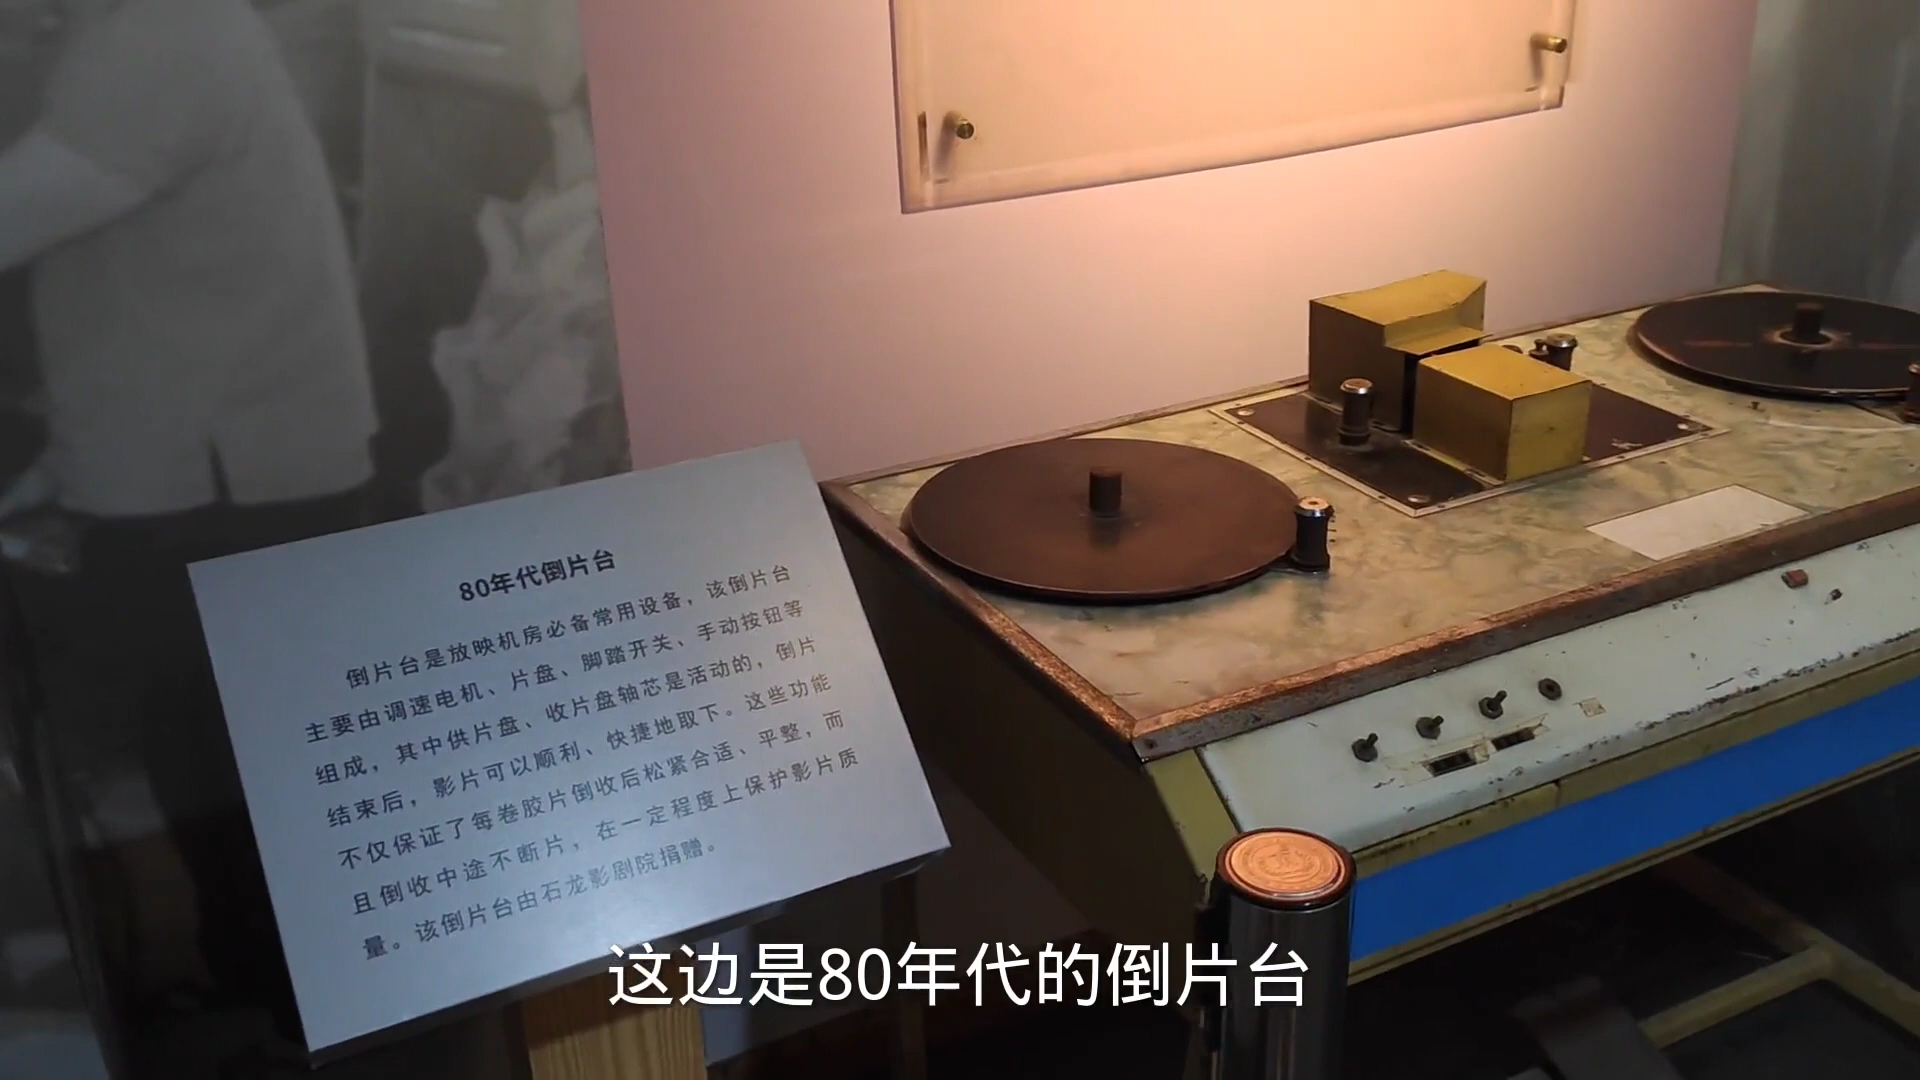 80年代倒片台
倒片台是放映机房必备常用设备，该倒片台
主要由调速电机、片盘、脚踏开关、手动按钮等
组成，其中供片盘、收片盘轴芯是活动的，倒片
结束后，影片可以顺利、快捷地取下。这些功能
不仅保证了每卷胶片倒收后松紧合适、平整，而
且倒收中途不断片，在一定程度上保护影片质
量。该倒片台由石龙影剧院捐赠。
这边是80年代的倒片台